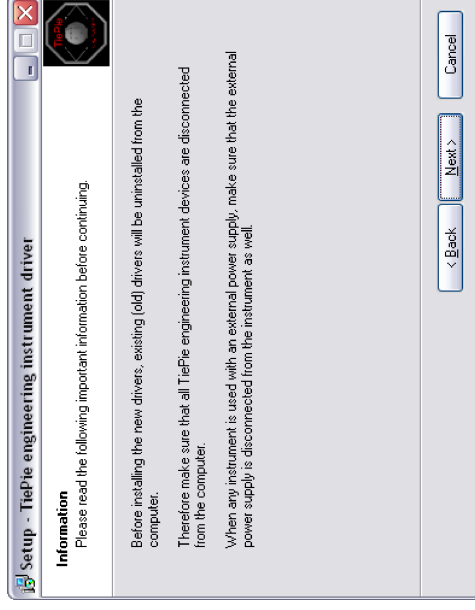 Setup - TiePie engineering instrument driver
TiePie
Information
Please read the following important information before continuing.
Before installing the new drivers, existing (old) drivers will be uninstalled from the
computer.
Therefore make sure that all TiePie engineering instrument devices are disconnected
from the computer.
When any instrument is used with an external power supply, make sure that the external
power supply is disconnected from the instrument as well.
< Back
Next >
Cancel